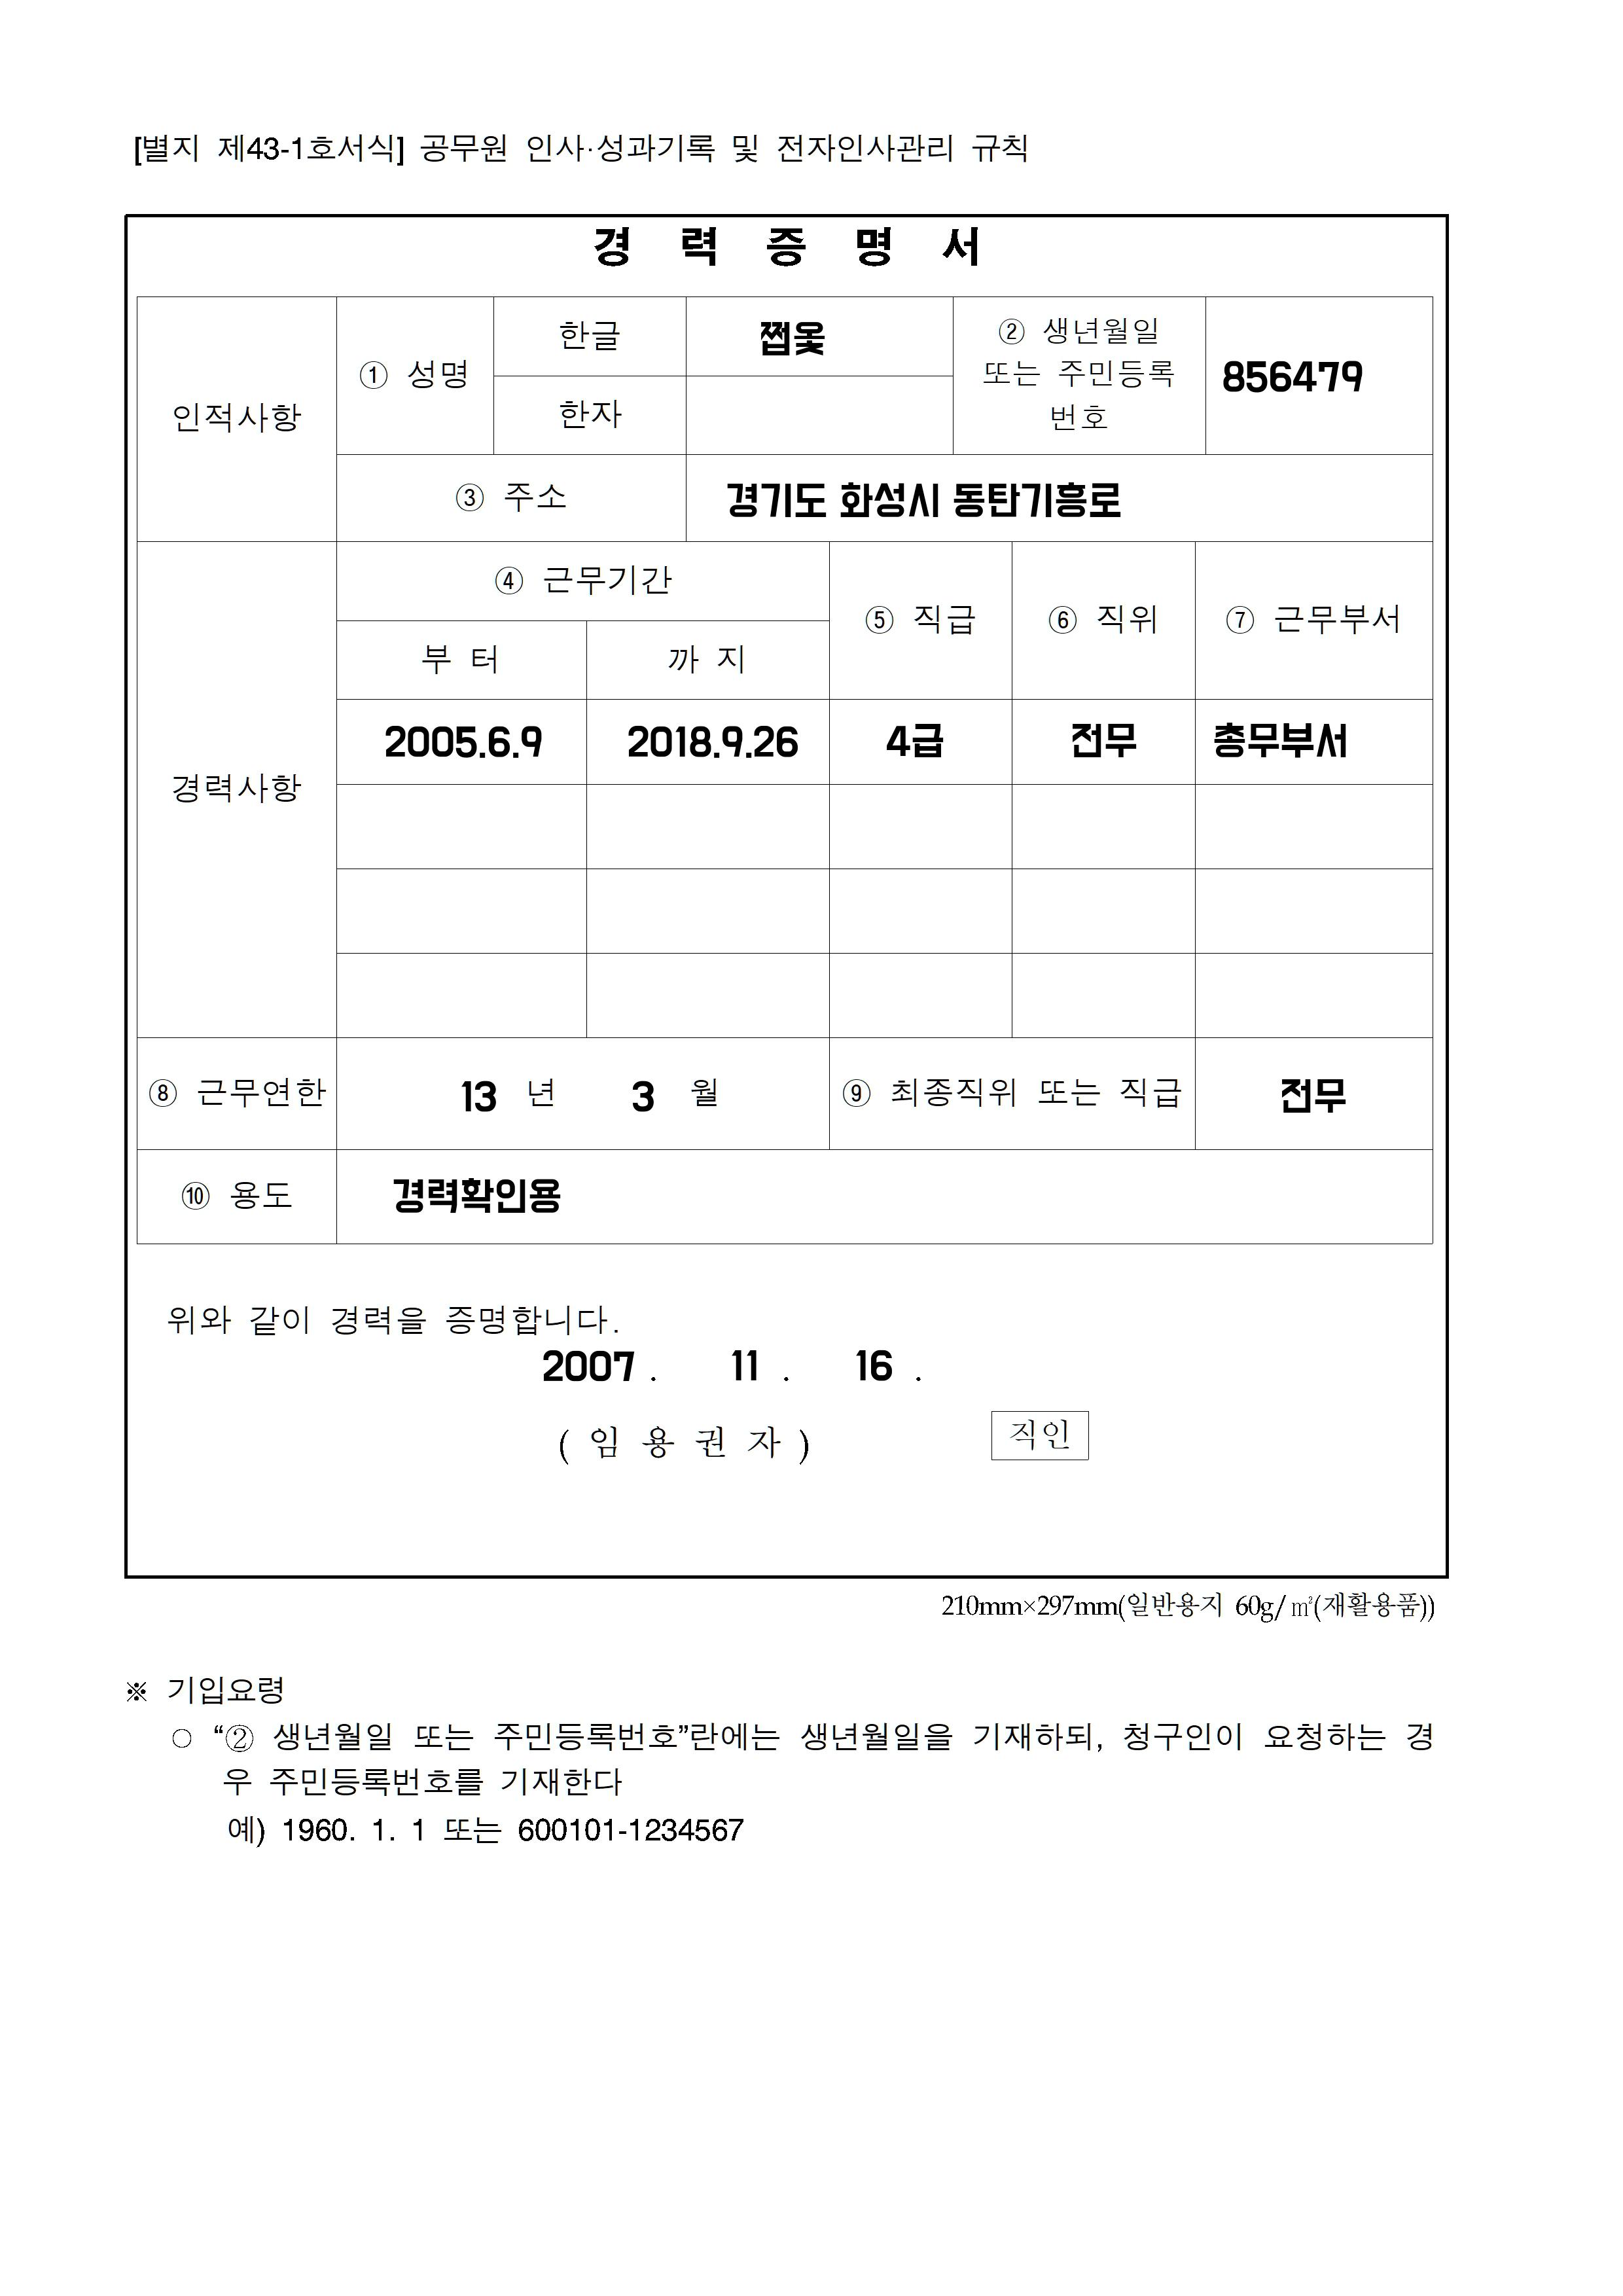 [별지 제43-1호서식] 공무원 인사·성과기록 및 전자인사관리 규칙
경 력 증 명 서
인적사항
① 성명
한글
쩝옻
② 생년월일
또는 주민등록
번호
856479
한자
③ 주소
경기도 화성시 동탄기흥로
경력사항
④ 근무기간
⑤ 직급
⑥ 직위
⑦ 근무부서
부 터
까 지
2005.6.9
2018.9.26
4급
전무
총무부서
⑧ 근무연한
13 년 3 월
⑨ 최종직위 또는 직급
전무
⑩ 용도
경력확인용
위와 같이 경력을 증명합니다.
2007 . 11 . 16 .
( 임 용 권 자 )
직인
210mm×297mm(일반용지 60g/㎡(재활용품))
※ 기입요령
○ “② 생년월일 또는 주민등록번호”란에는 생년월일을 기재하되, 청구인이 요청하는 경
우 주민등록번호를 기재한다
예) 1960. 1. 1 또는 600101-1234567